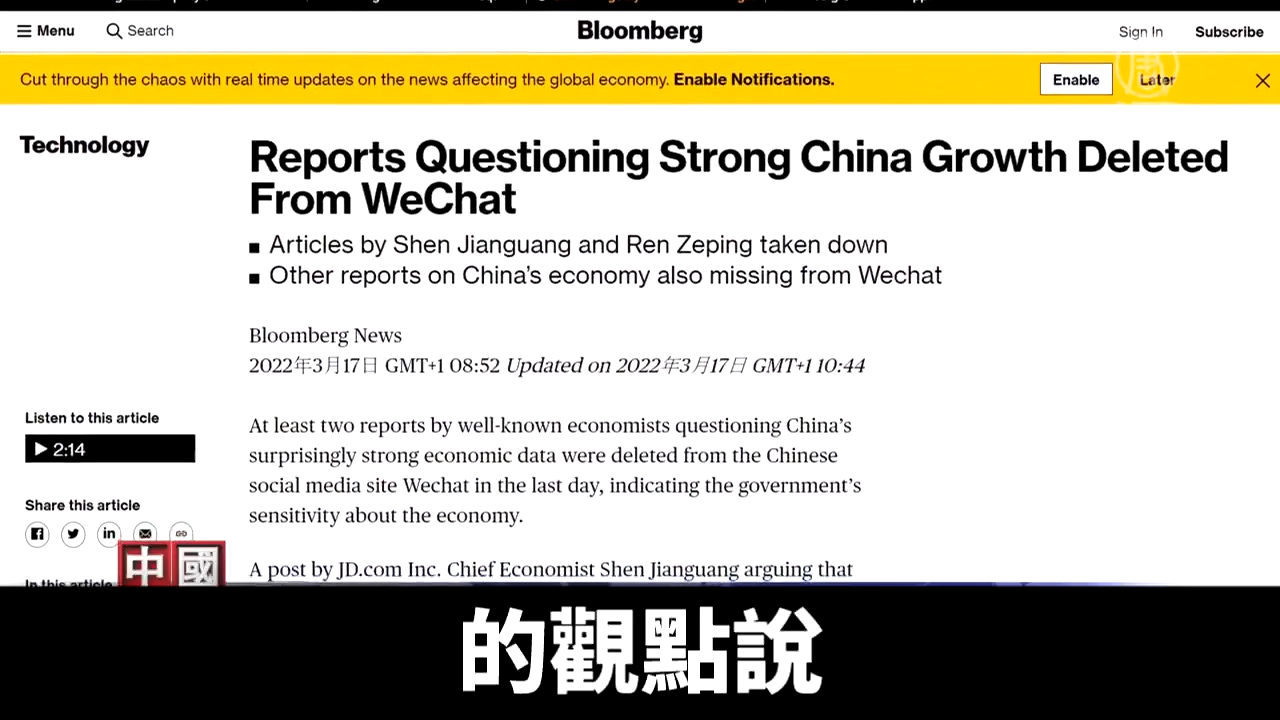 Menu
Search
Bloomberg
Sign In
Subscribe
Cut through the chaos with real time updates on the news affecting the global economy. Enable Notifications.
Enable
Later
Technology
Reports Questioning Strong China Growth Deleted
From WeChat
■ Articles by Shen Jianguang and Ren Zeping taken down
■ Other reports on China’s economy also missing from Wechat
Bloomberg News
2022年3月17日 GMT+1 08:52 Updated on 2022年3月17日 GMT+1 10:44
Listen to this article
2:14
At least two reports by well-known economists questioning China’s
surprisingly strong economic data were deleted from the Chinese
social media site Wechat in the last day, indicating the government’s
sensitivity about the economy.
Share this article
In this article
A post by JD.com Inc. Chief Economist Shen Jianguang arguing that
中國
的觀點說